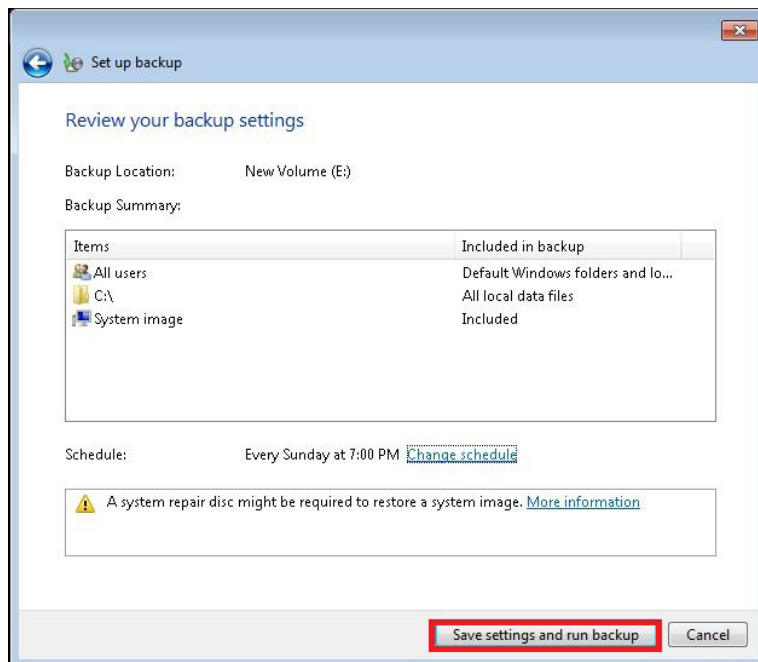 Set up backup
Review your backup settings
Backup Location: New Volume (E:)
Backup Summary:
Items Included in backup
All users Default Windows folders and lo...
C:\ All local data files
System image Included
Schedule: Every Sunday at 7:00 PM Change schedule
A system repair disc might be required to restore a system image. More information
Save settings and run backup Cancel